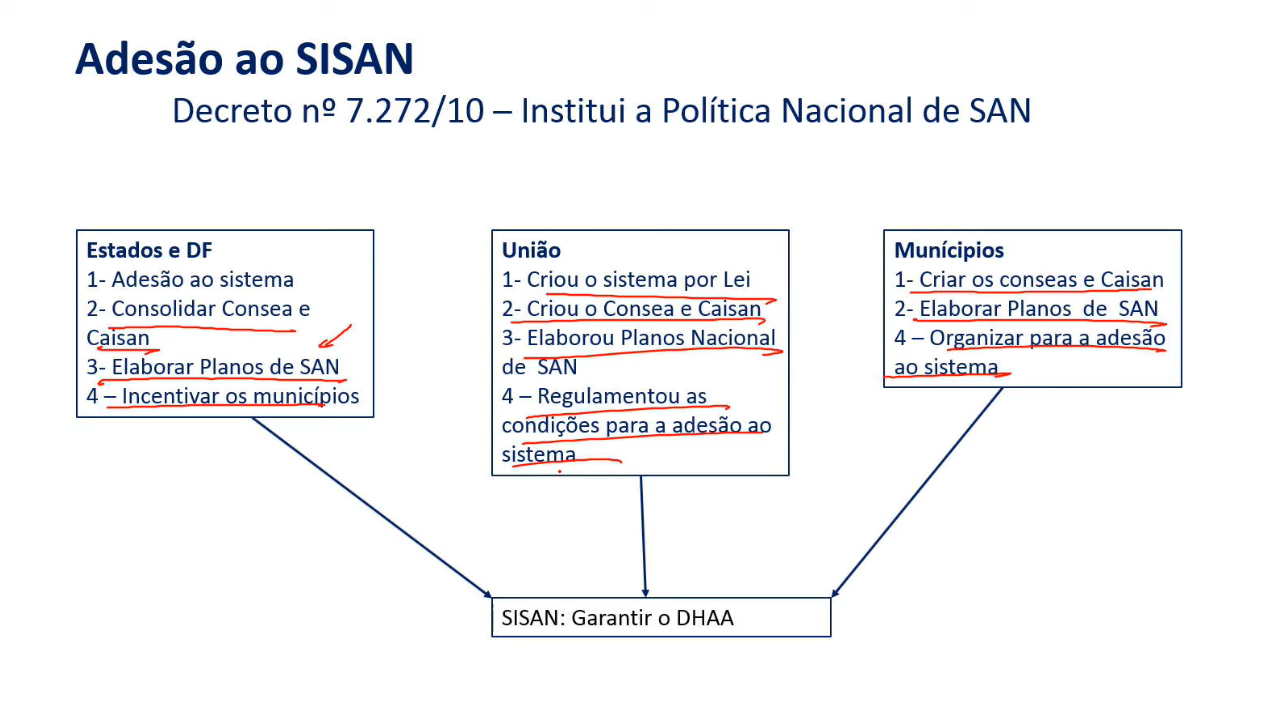 Adesão ao SISAN
Decreto nº 7.272/10 – Institui a Política Nacional de SAN
Estados e DF
1- Adesão ao sistema
2- Consolidar Consea e
Caisan
3- Elaborar Planos de SAN
4 – Incentivar os municípios
União
1- Criou o sistema por Lei
2- Criou o Consea e Caisan
3- Elaborou Planos Nacional
de SAN
4 – Regulamentou as
condições para a adesão ao
sistema
Munícipios
1- Criar os conseas e Caisan
2- Elaborar Planos de SAN
4 – Organizar para a adesão
ao sistema
SISAN: Garantir o DHAA